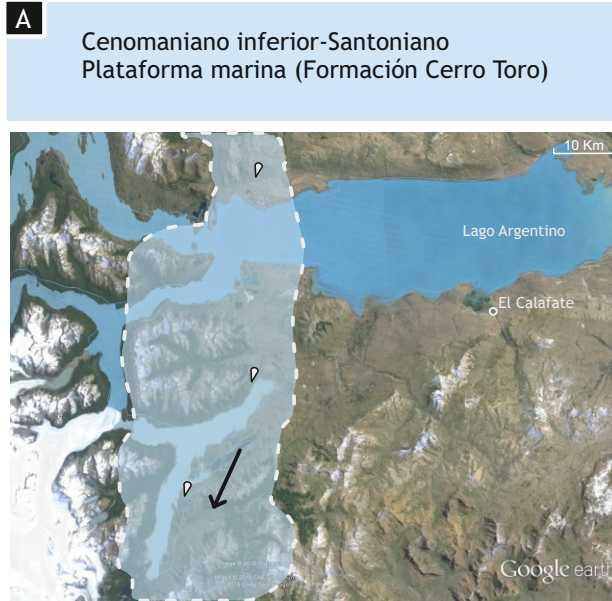 A
Cenomaniano inferior-Santoniano
Plataforma marina (Formación Cerro Toro)
10 Km
Lago Argentino
El Calafate
Google earth